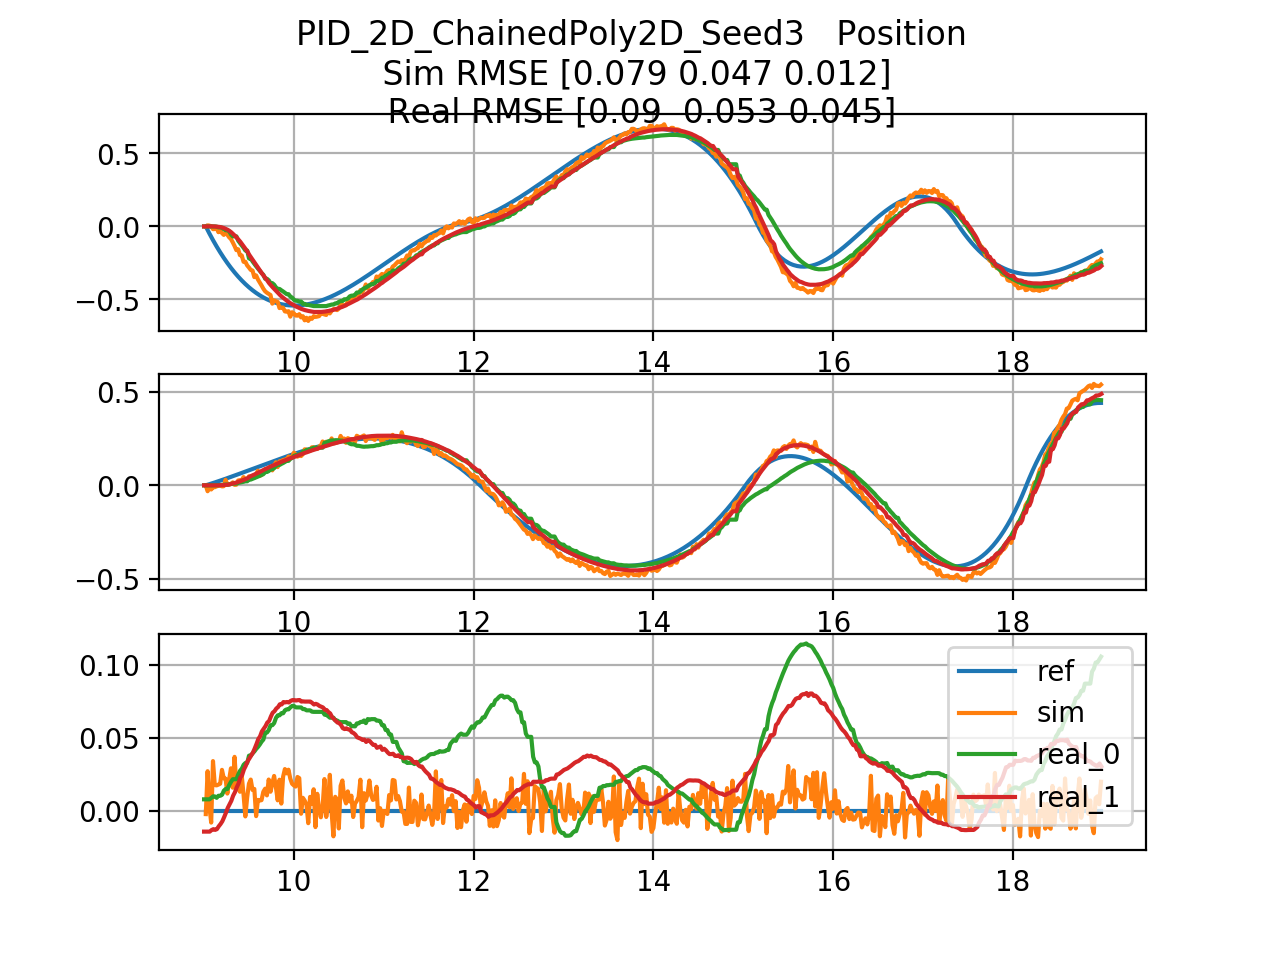 PID_2D_ChainedPoly2D_Seed3 Position
Sim RMSE [0.079 0.047 0.012]
Real RMSE [0.09 0.053 0.045]
0.5
0.0
−0.5
10 12 14 16 18
0.5
0.0
−0.5
10 12 14 16 18
0.10
0.05
0.00
ref
sim
real_0
real_1
10 12 14 16 18